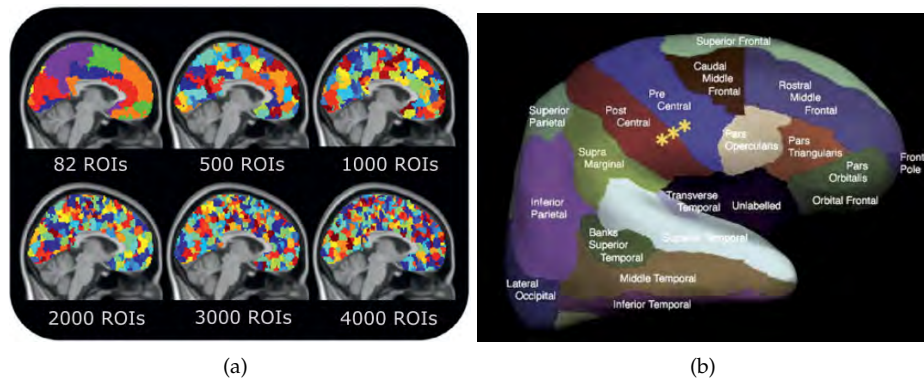 82 ROIs 500 ROIs 1000 ROIs
2000 ROIs 3000 ROIs 4000 ROIs
(a)
Superior Frontal
Caudal
Middle
Frontal
Rostral
Middle
Frontal
Pre
Central
Post
Central
***
Superior
Parietal
Supra
Marginal
Pars
Opercularis
Pars
Triangularis
Pars
Orbitalis
Frontal
Pole
Orbital Frontal
Transverse
Temporal
Unlabelled
Inferior
Parietal
Banks
Superior
Temporal
Superior Temporal
Middle Temporal
Lateral
Occipital
Inferior Temporal
(b)